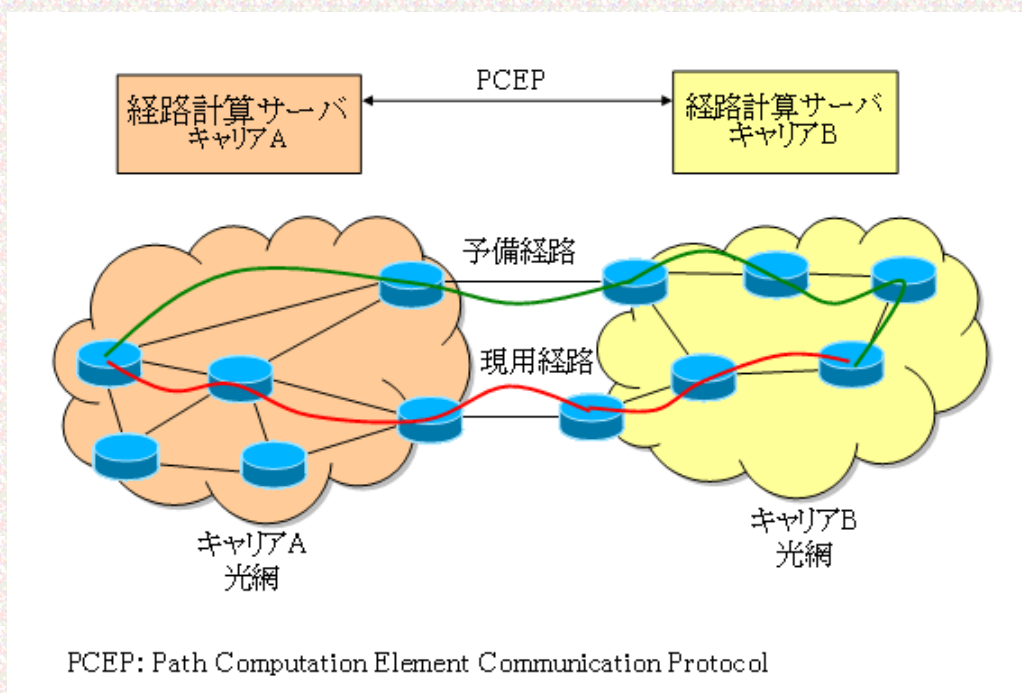 PCEP
経路計算サーバ
キャリアA
経路計算サーバ
キャリアB
予備経路
現用経路
キャリアA
光網
キャリアB
光網
PCEP: Path Computation Element Communication Protocol